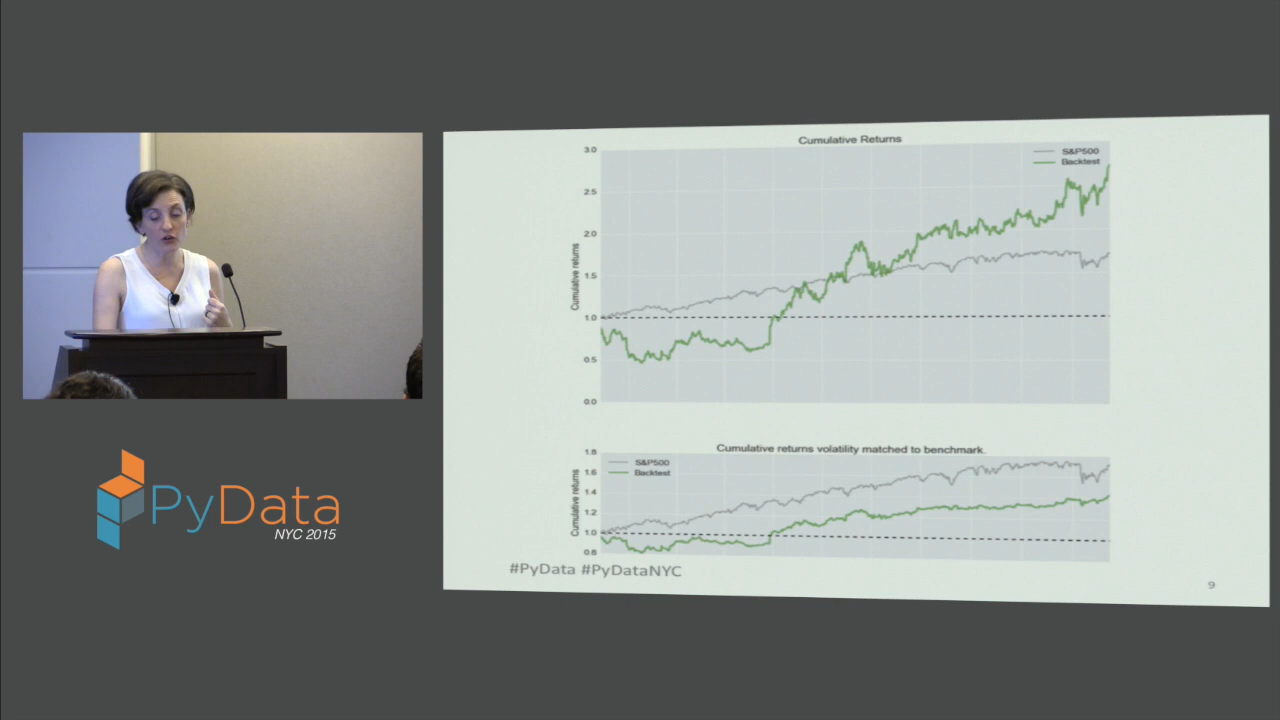 Cumulative Returns
3.0
2.5
2.0
1.5
1.0
0.5
0.0
Cumulative returns
S&P500
Backtest
Cumulative returns volatility matched to benchmark.
1.8
1.6
1.4
1.2
1.0
0.8
Cumulative returns
S&P500
Backtest
#PyData #PyDataNYC
9
PyData
NYC 2015